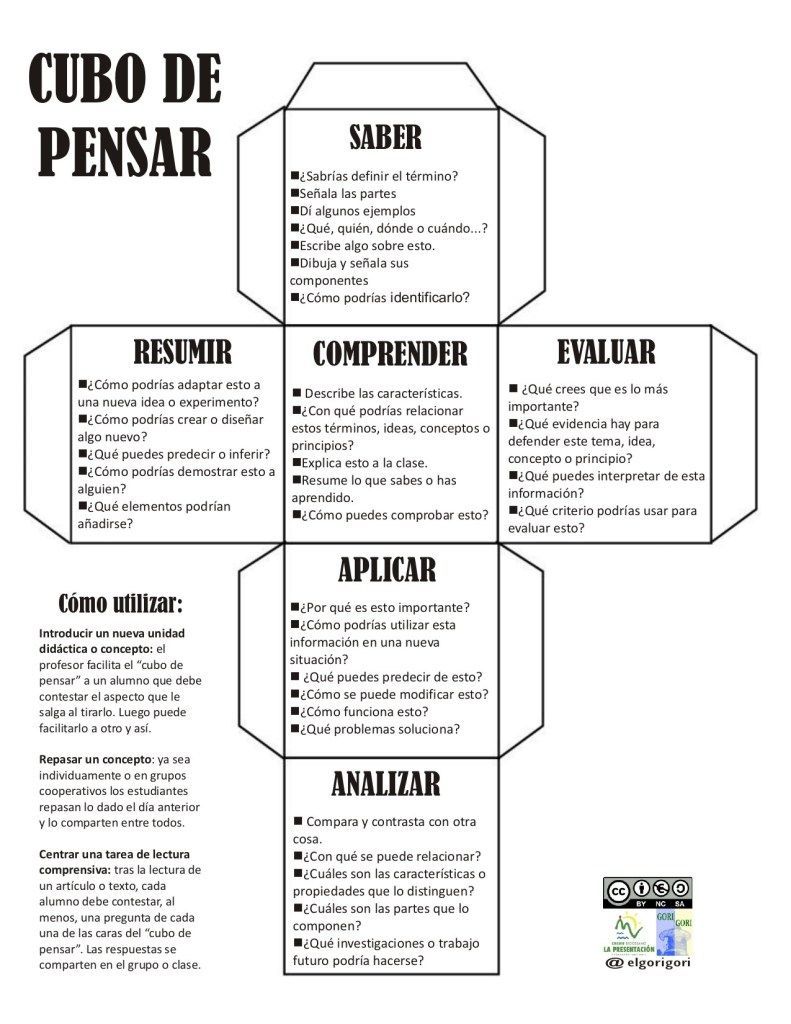 CUBO DE
PENSAR
SABER
■¿Sabrías definir el término?
■Señala las partes
■Dí algunos ejemplos
■¿Qué, quién, dónde o cuándo...?
■Escribe algo sobre esto.
■Dibuja y señala sus
componentes
■¿Cómo podrías identificarlo?
RESUMIR
■¿Cómo podrías adaptar esto a
una nueva idea o experimento?
■¿Cómo podrías crear o diseñar
algo nuevo?
■¿Qué puedes predecir o inferir?
■¿Cómo podrías demostrar esto a
alguien?
■¿Qué elementos podrían
añadirse?
COMPRENDER
■ Describe las características.
■¿Con qué podrías relacionar
estos términos, ideas, conceptos o
principios?
■Explica esto a la clase.
■Resume lo que sabes o has
aprendido.
■¿Cómo puedes comprobar esto?
EVALUAR
■ ¿Qué crees que es lo más
importante?
■¿Qué evidencia hay para
defender este tema, idea,
concepto o principio?
■¿Qué puedes interpretar de esta
información?
■¿Qué criterio podrías usar para
evaluar esto?
APLICAR
■¿Por qué es esto importante?
■¿Cómo podrías utilizar esta
información en una nueva
situación?
■ ¿Qué puedes predecir de esto?
■¿Cómo se puede modificar esto?
■¿Cómo funciona esto?
■¿Qué problemas soluciona?
ANALIZAR
■ Compara y contrasta con otra
cosa.
■¿Con qué se puede relacionar?
■¿Cuáles son las características o
propiedades que lo distinguen?
■¿Cuáles son las partes que lo
componen?
■¿Qué investigaciones o trabajo
futuro podría hacerse?
Cómo utilizar:
Introducir un nueva unidad
didáctica o concepto: el
profesor facilita el “cubo de
pensar” a un alumno que debe
contestar el aspecto que le
salga al tirarlo. Luego puede
facilitarlo a otro y así.
Repasar un concepto: ya sea
individualmente o en grupos
cooperativos los estudiantes
repasan lo dado el día anterior
y lo comparten entre todos.
Centrar una tarea de lectura
comprensiva: tras la lectura de
un artículo o texto, cada
alumno debe contestar, al
menos, una pregunta de cada
una de las caras del “cubo de
pensar”. Las respuestas se
comparten en el grupo o clase.
cc
BY NC SA
GORI
GORI
LA PRESENTACIÓN
@ elgorigori